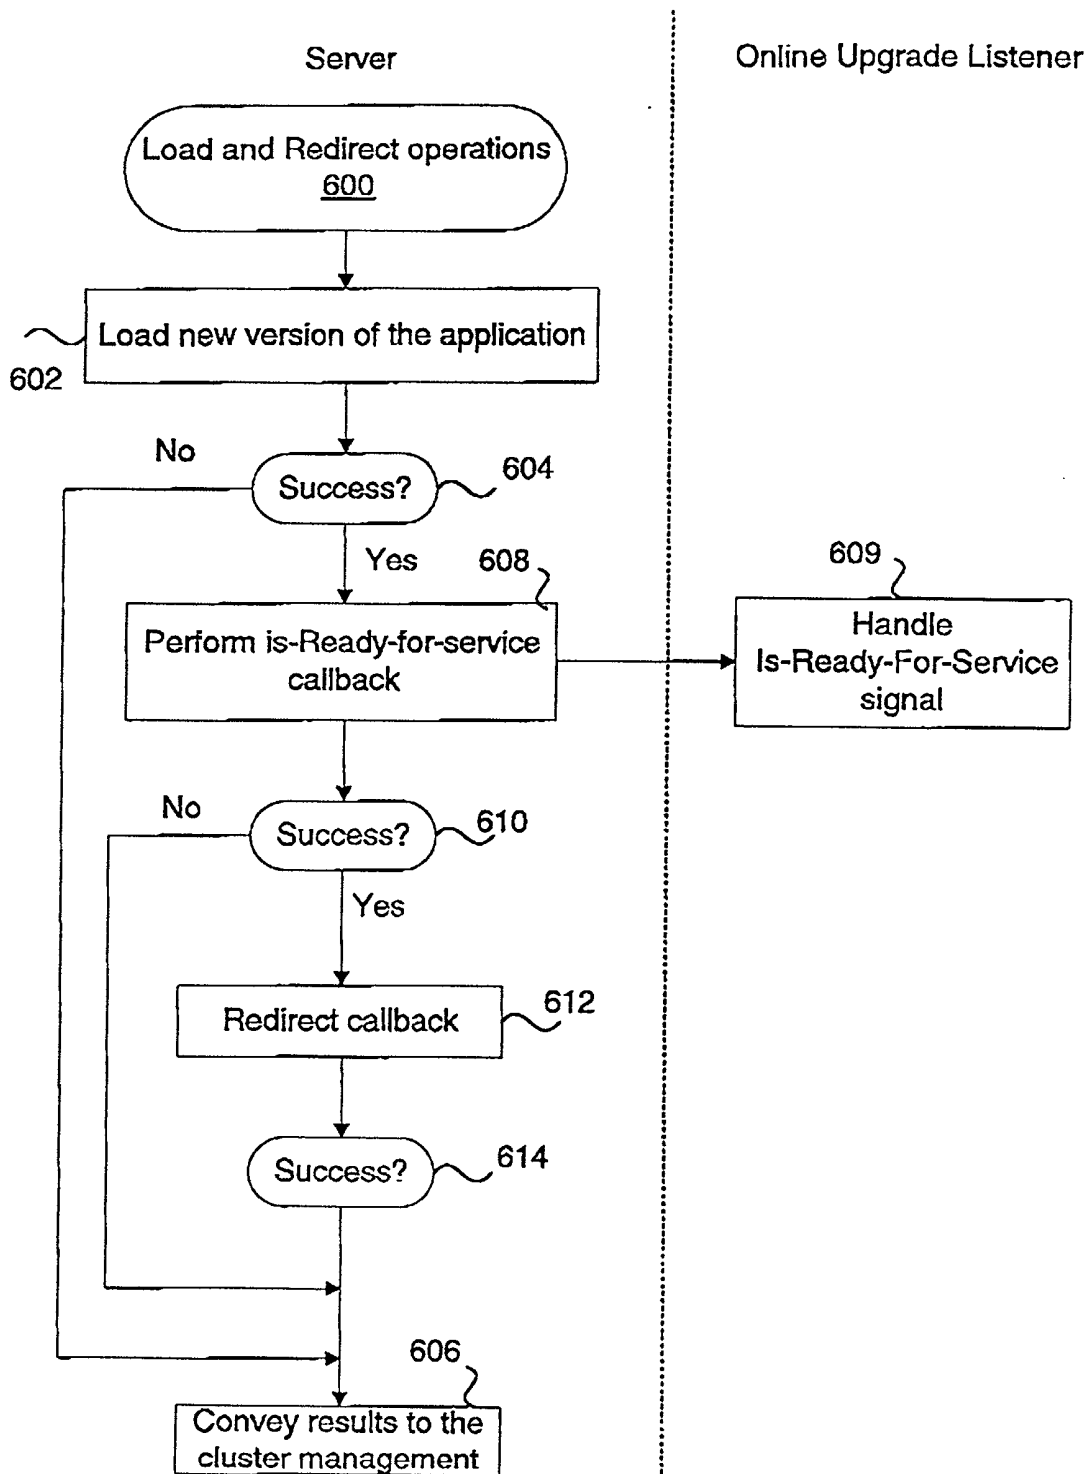 Server
Online Upgrade Listener
Load and Redirect operations
600
Load new version of the application
602
No
Success?
604
Yes
608
609
Perform is-Ready-for-service
callback
Handle
Is-Ready-For-Service
signal
No
Success?
610
Yes
Redirect callback
612
Success?
614
606
Convey results to the
cluster management